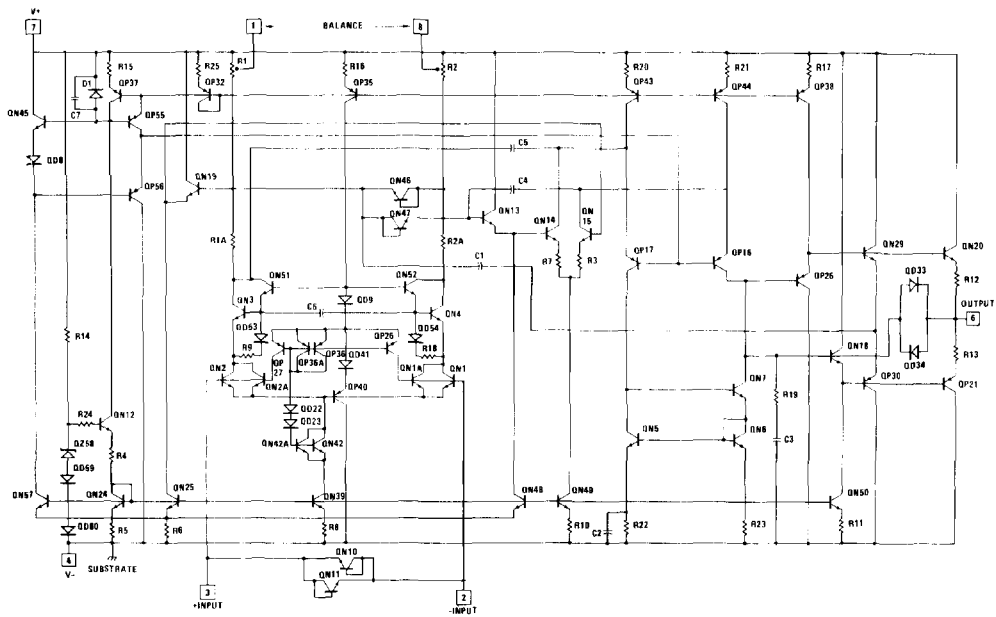 V+
7
1
BALANCE
8
R15
QP37
R25
QP32
R1
R16
QP35
R2
R20
QP43
R21
QP44
R17
QP38
D1
C7
QN45
QP55
QD8
QP56
QN19
QN46
QN47
C5
C4
QN13
QN14
QN
15
R7
R3
R1A
R2A
C1
QP17
QP16
QN29
QN20
QP26
QD33
R12
OUTPUT
6
QD34
R13
QN51
QN52
QD9
QN3
C6
QN4
QD53
QD54
R9
QP
27
QP36A
QP36
QD41
QP26
R18
QN2
QN2A
QP40
QN1A
QN1
R14
QN18
QP30
QP21
QN7
R19
C3
QN5
QN6
QD22
QD23
QN42A
QN42
R24
QN12
R4
QZ58
QD59
QN57
QN24
QN25
QN39
QN48
QN49
QN50
QD80
R5
R6
R8
R10
C2
R22
R23
R11
4
V-
SUBSTRATE
QN10
QN11
3
+INPUT
2
-INPUT